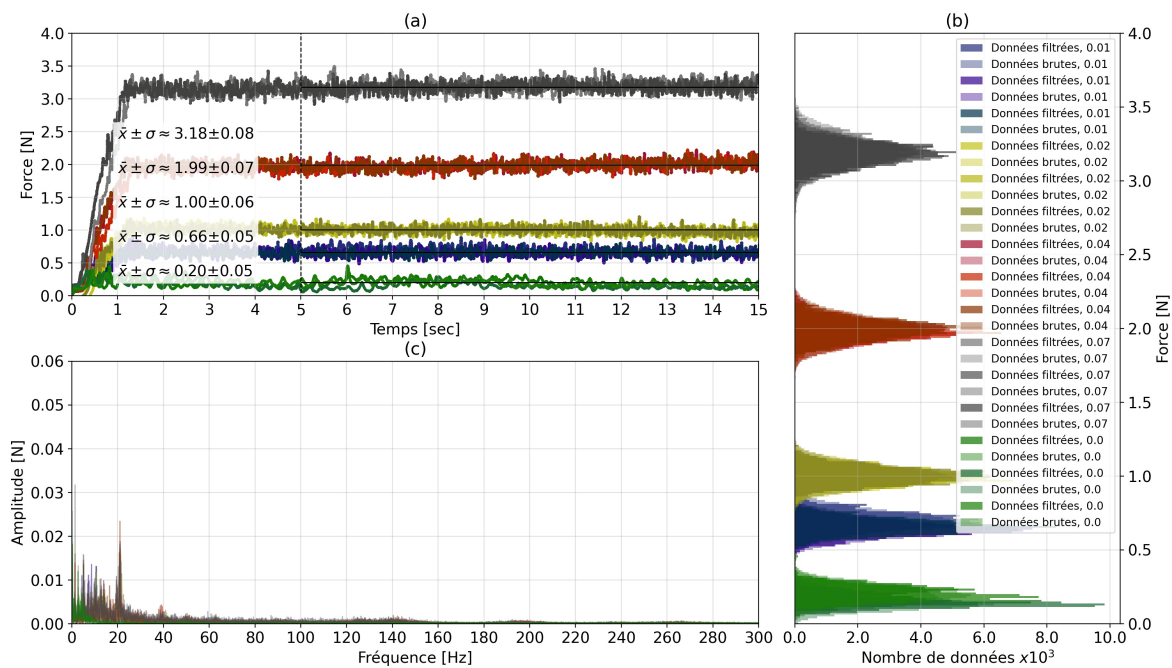 (a)
4.0
3.5
3.0
2.5
2.0
1.5
1.0
0.5
0.0
Force [N]
x̄ ± σ ≈ 3.18±0.08
x̄ ± σ ≈ 1.99±0.07
x̄ ± σ ≈ 1.00±0.06
x̄ ± σ ≈ 0.66±0.05
x̄ ± σ ≈ 0.20±0.05
0 1 2 3 4 5 6 7 8 9 10 11 12 13 14 15
Temps [sec]
(c)
0.06
0.05
0.04
0.03
0.02
0.01
0.00
Amplitude [N]
0 20 40 60 80 100 120 140 160 180 200 220 240 260 280 300
Fréquence [Hz]
(b)
Données filtrées, 0.01
Données brutes, 0.01
Données filtrées, 0.01
Données brutes, 0.01
Données filtrées, 0.01
Données brutes, 0.01
Données filtrées, 0.02
Données brutes, 0.02
Données filtrées, 0.02
Données brutes, 0.02
Données filtrées, 0.02
Données brutes, 0.02
Données filtrées, 0.04
Données brutes, 0.04
Données filtrées, 0.04
Données brutes, 0.04
Données filtrées, 0.04
Données brutes, 0.04
Données filtrées, 0.07
Données brutes, 0.07
Données filtrées, 0.07
Données brutes, 0.07
Données filtrées, 0.07
Données brutes, 0.07
Données filtrées, 0.0
Données brutes, 0.0
Données filtrées, 0.0
Données brutes, 0.0
Données filtrées, 0.0
Données brutes, 0.0
4.0
3.5
3.0
2.5
2.0
1.5
1.0
0.5
0.0
Force [N]
0.0 2.0 4.0 6.0 8.0 10.0
Nombre de données x10³